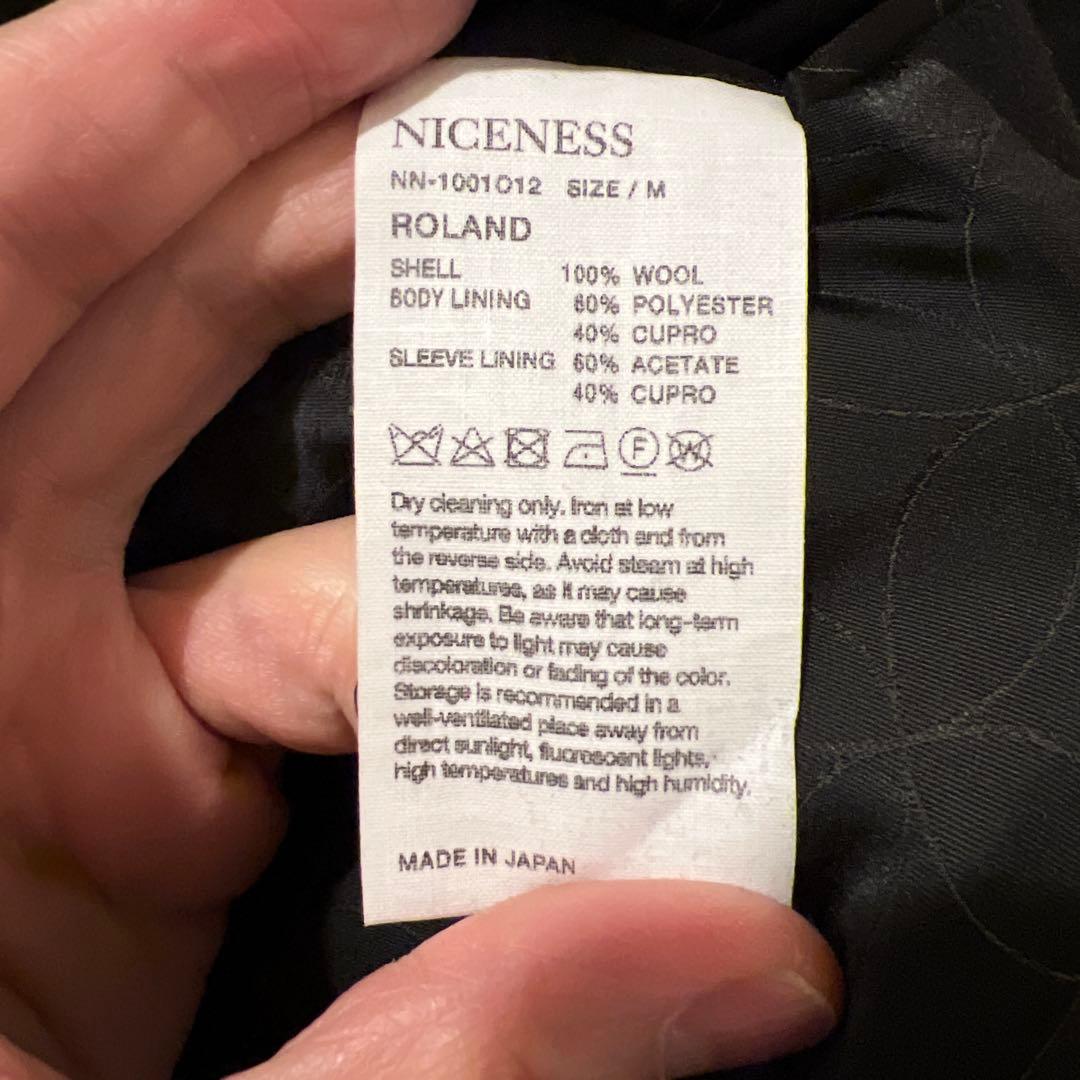 NICENESS
NN-1001O12 SIZE / M
ROLAND
SHELL 100% WOOL
BODY LINING 60% POLYESTER
40% CUPRO
SLEEVE LINING 60% ACETATE
40% CUPRO
F W
Dry cleaning only. Iron at low
temperature with a cloth and from
the reverse side. Avoid steam at high
temperatures, as it may cause
shrinkage. Be aware that long-term
exposure to light may cause
discoloration or fading of the color.
Storage is recommended in a
well-ventilated place away from
direct sunlight, fluorescent lights,
high temperatures and high humidity.
MADE IN JAPAN